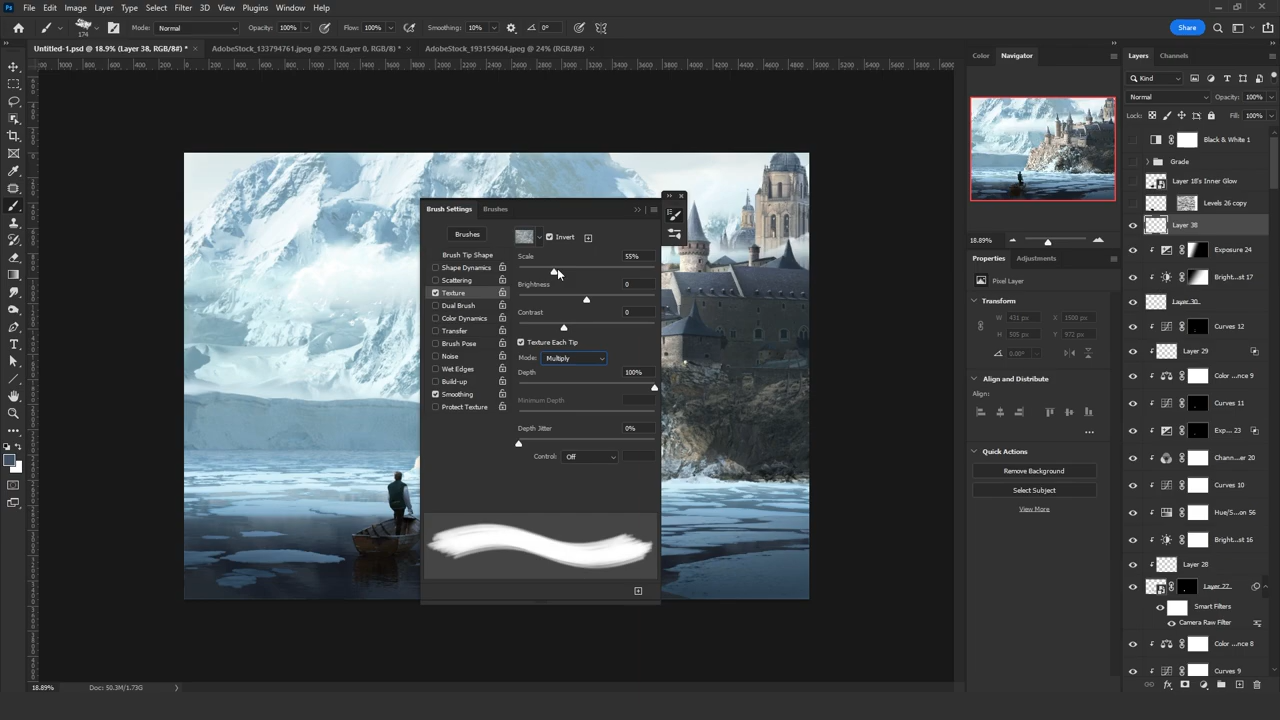 Ps File Edit Image Layer Type Select Filter 3D View Plugins Window Help
174 Mode: Normal Opacity: 100% Flow: 100% Smoothing: 10% 0° Share
Untitled-1.psd @ 18.9% (Layer 38, RGB/8#) * × AdobeStock_133794761.jpeg @ 25% (Layer 0, RGB/8) * × AdobeStock_193159604.jpeg @ 24% (RGB/8#) ×
Color Navigator
18.89%
Properties Adjustments
Pixel Layer
Transform
W 431 px X 1500 px
H 505 px Y 972 px
0.00°
Align and Distribute
Align:
Quick Actions
Remove Background
Select Subject
View More
Layers Channels
Kind
Normal Opacity: 100%
Lock: Fill: 100%
Black & White 1
Grade
Layer 18's Inner Glow
Levels 26 copy
Layer 38
Exposure 24
Bright...st 17
Layer 30
Curves 12
Layer 29
Color ...nce 9
Curves 11
Exp... 23
Chann...er 20
Curves 10
Hue/S...on 56
Bright...st 16
Layer 28
Layer 27
Smart Filters
Camera Raw Filter
Color ...nce 8
Curves 9
Brush Settings Brushes
Brushes
Brush Tip Shape
Shape Dynamics
Scattering
Texture
Dual Brush
Color Dynamics
Transfer
Brush Pose
Noise
Wet Edges
Build-up
Smoothing
Protect Texture
Invert
Scale 55%
Brightness 0
Contrast 0
Texture Each Tip
Mode: Multiply
Depth 100%
Minimum Depth
Depth Jitter 0%
Control: Off
18.89% Doc: 50.3M/1.73G